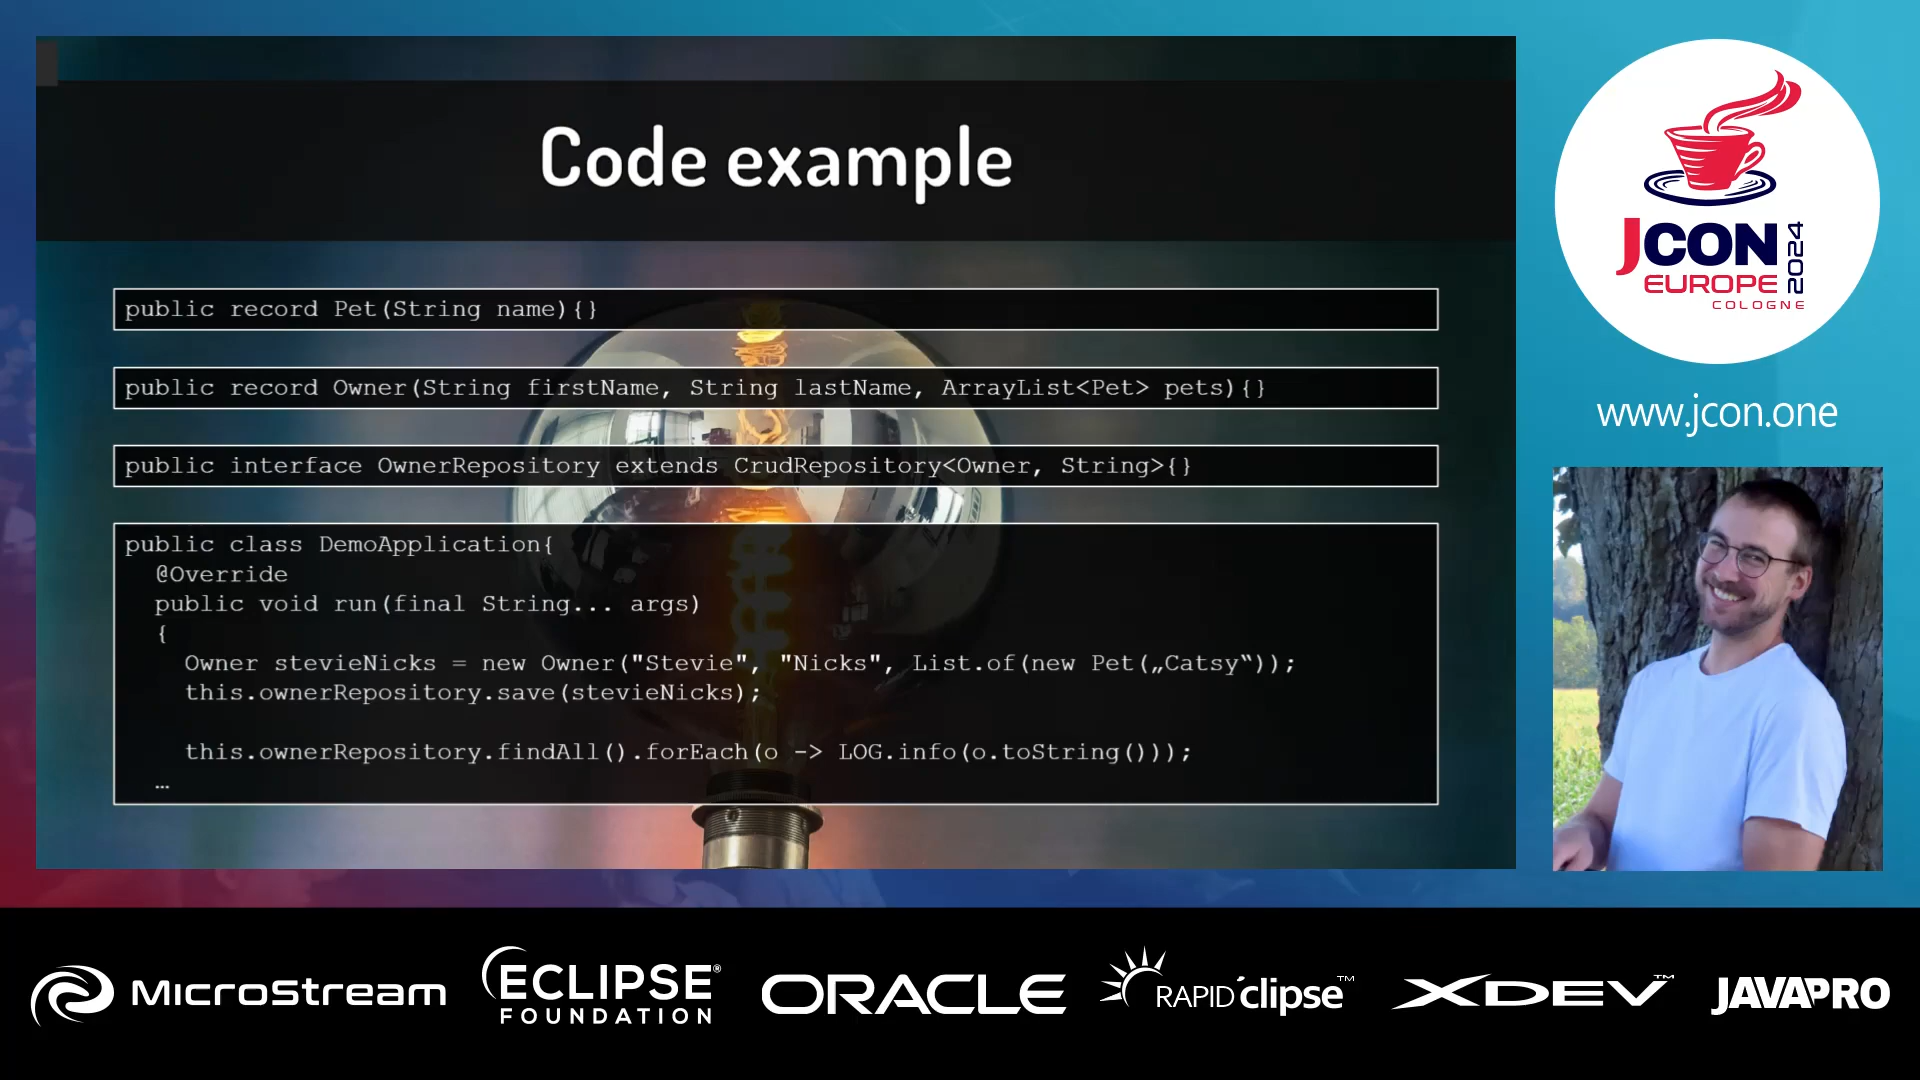 Code example
public record Pet(String name){}
public record Owner(String firstName, String lastName, ArrayList<Pet> pets){}
public interface OwnerRepository extends CrudRepository<Owner, String>{}
public class DemoApplication{
@Override
public void run(final String... args)
{
Owner stevieNicks = new Owner("Stevie", "Nicks", List.of(new Pet(„Catsy“));
this.ownerRepository.save(stevieNicks);
this.ownerRepository.findAll().forEach(o -> LOG.info(o.toString()));
…
JCON
EUROPE
COLOGNE
2024
www.jcon.one
MicroStream
ECLIPSE®
FOUNDATION
ORACLE
RAPID'clipse™
XDEV™
JAVAPRO